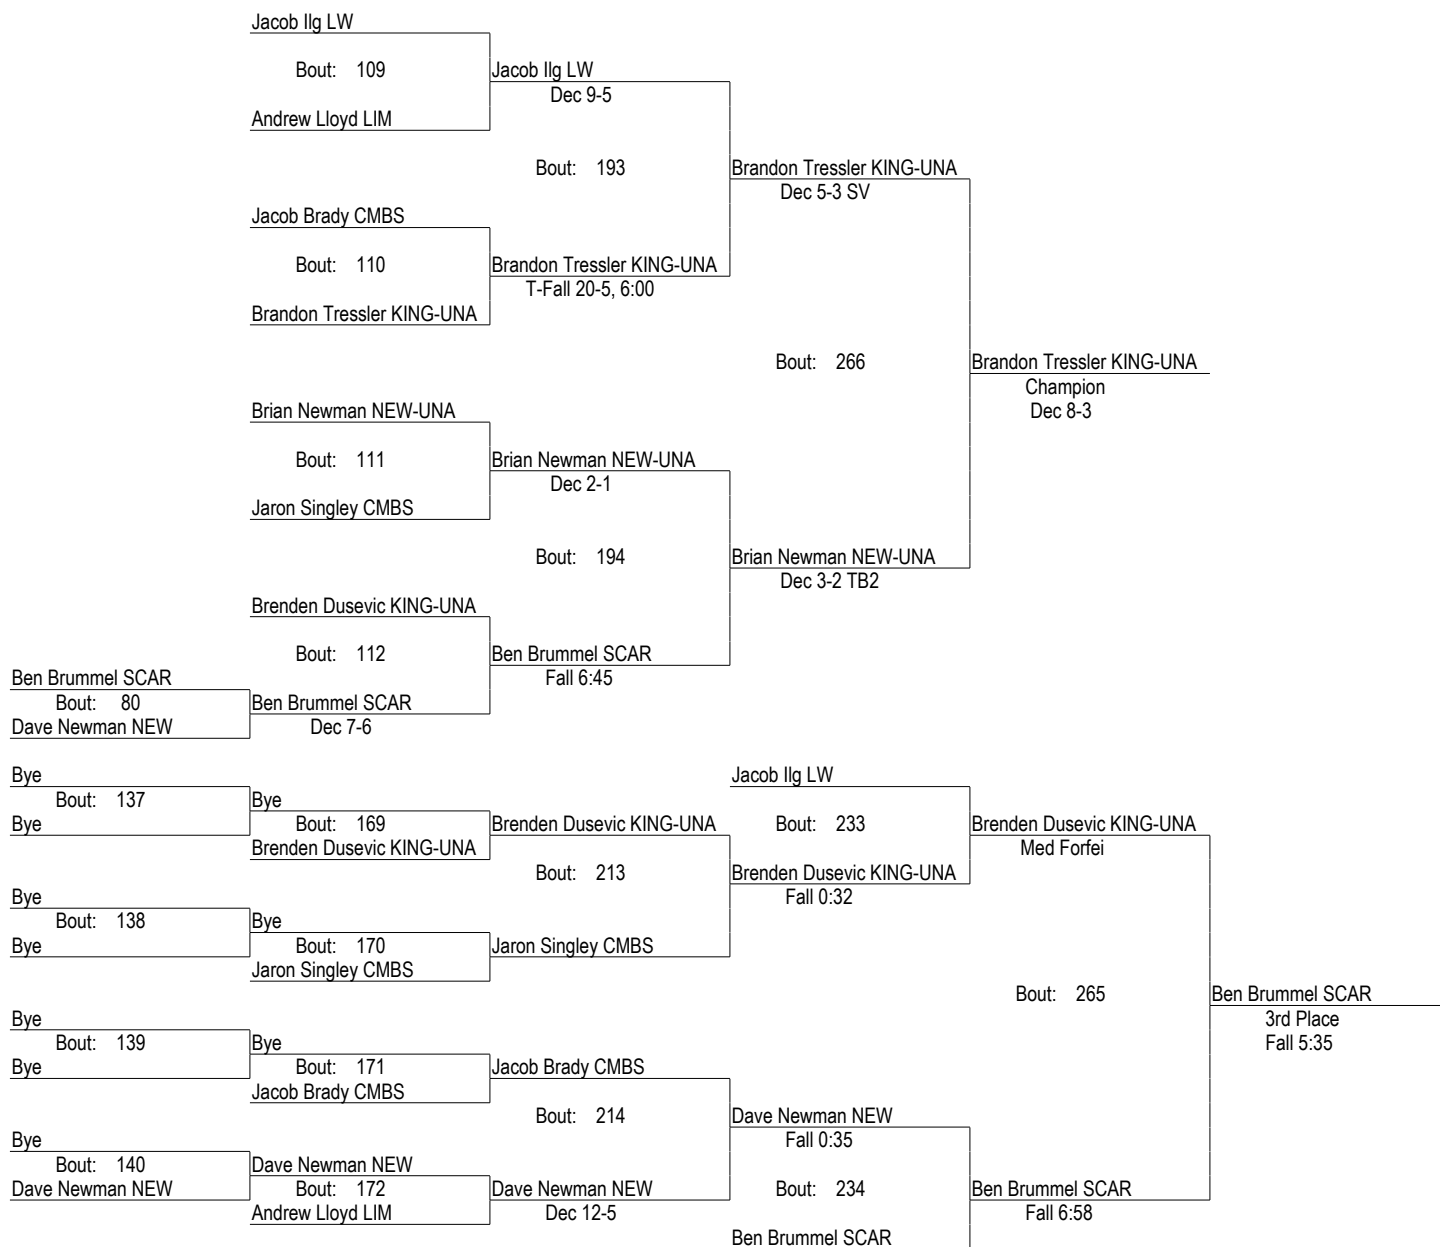 Jacob Ilg LW
Bout: 109
Jacob Ilg LW
Dec 9-5
Andrew Lloyd LIM
Bout: 193
Brandon Tressler KING-UNA
Dec 5-3 SV
Jacob Brady CMBS
Bout: 110
Brandon Tressler KING-UNA
T-Fall 20-5, 6:00
Brandon Tressler KING-UNA
Bout: 266
Brandon Tressler KING-UNA
Champion
Dec 8-3
Brian Newman NEW-UNA
Bout: 111
Brian Newman NEW-UNA
Dec 2-1
Jaron Singley CMBS
Bout: 194
Brian Newman NEW-UNA
Dec 3-2 TB2
Brenden Dusevic KING-UNA
Bout: 112
Ben Brummel SCAR
Fall 6:45
Ben Brummel SCAR
Bout: 80
Ben Brummel SCAR
Dave Newman NEW
Dec 7-6
Bye
Jacob Ilg LW
Bout: 137
Bye
Bye
Bout: 169
Brenden Dusevic KING-UNA
Bout: 233
Brenden Dusevic KING-UNA
Brenden Dusevic KING-UNA
Med Forfei
Bout: 213
Brenden Dusevic KING-UNA
Fall 0:32
Bye
Bout: 138
Bye
Bye
Bout: 170
Jaron Singley CMBS
Jaron Singley CMBS
Bout: 265
Ben Brummel SCAR
3rd Place
Fall 5:35
Bye
Bout: 139
Bye
Bye
Bout: 171
Jacob Brady CMBS
Jacob Brady CMBS
Bout: 214
Dave Newman NEW
Fall 0:35
Bye
Bout: 140
Dave Newman NEW
Dave Newman NEW
Bout: 172
Dave Newman NEW
Bout: 234
Ben Brummel SCAR
Andrew Lloyd LIM
Dec 12-5
Fall 6:58
Ben Brummel SCAR